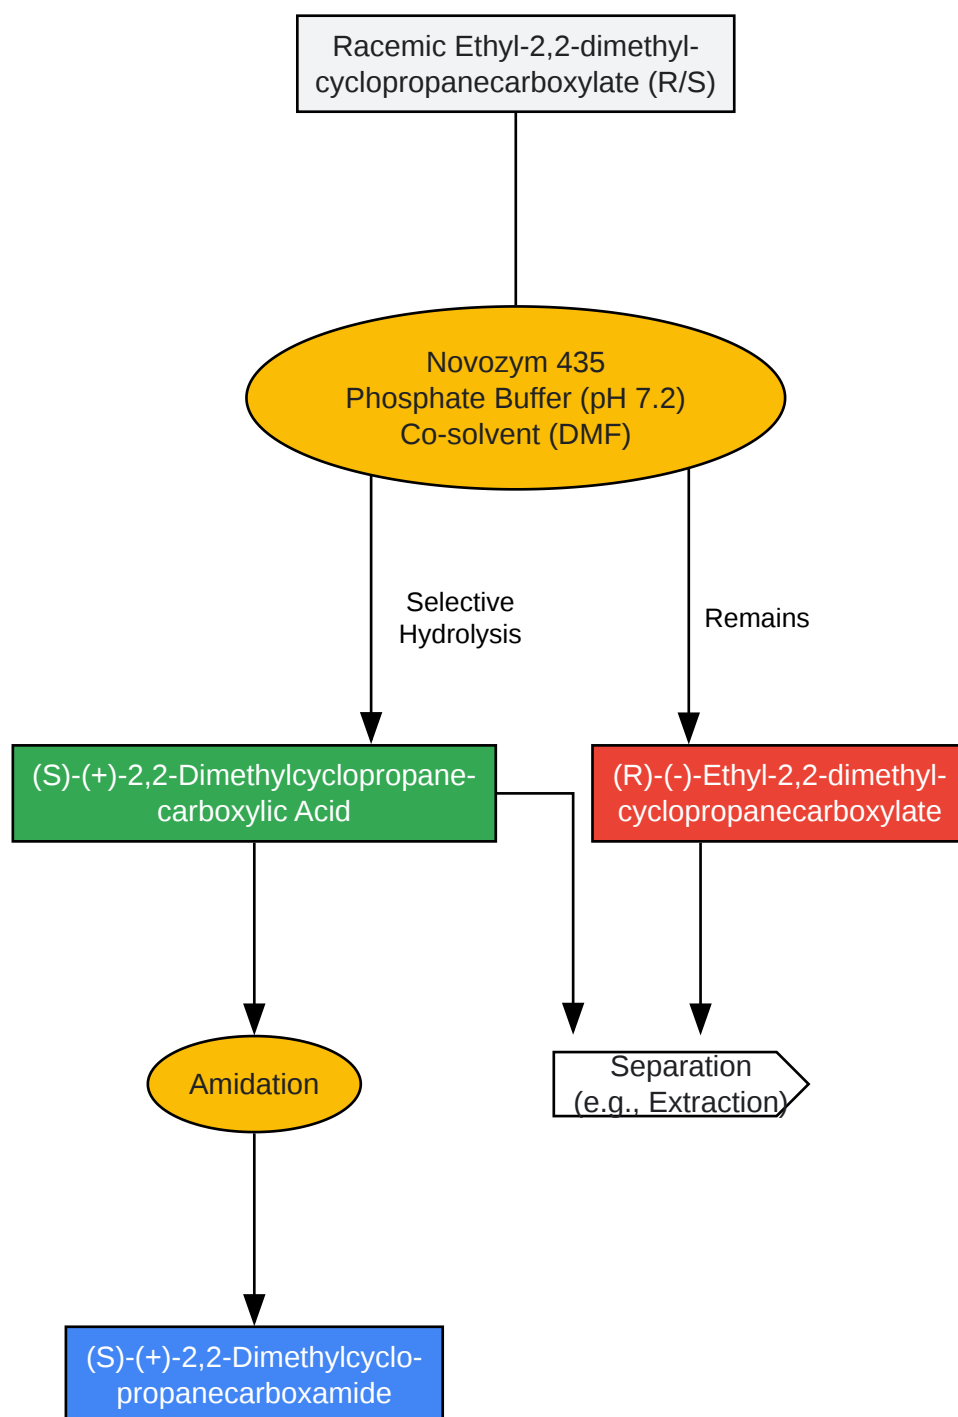 Racemic Ethyl-2,2-dimethyl-
cyclopropanecarboxylate (R/S)
Novozym 435
Phosphate Buffer (pH 7.2)
Co-solvent (DMF)
Selective
Hydrolysis
Remains
(S)-(+)-2,2-Dimethylcyclopropane-
carboxylic Acid
(R)-(-)-Ethyl-2,2-dimethyl-
cyclopropanecarboxylate
Amidation
Separation
(e.g., Extraction)
(S)-(+)-2,2-Dimethylcyclo-
propanecarboxamide